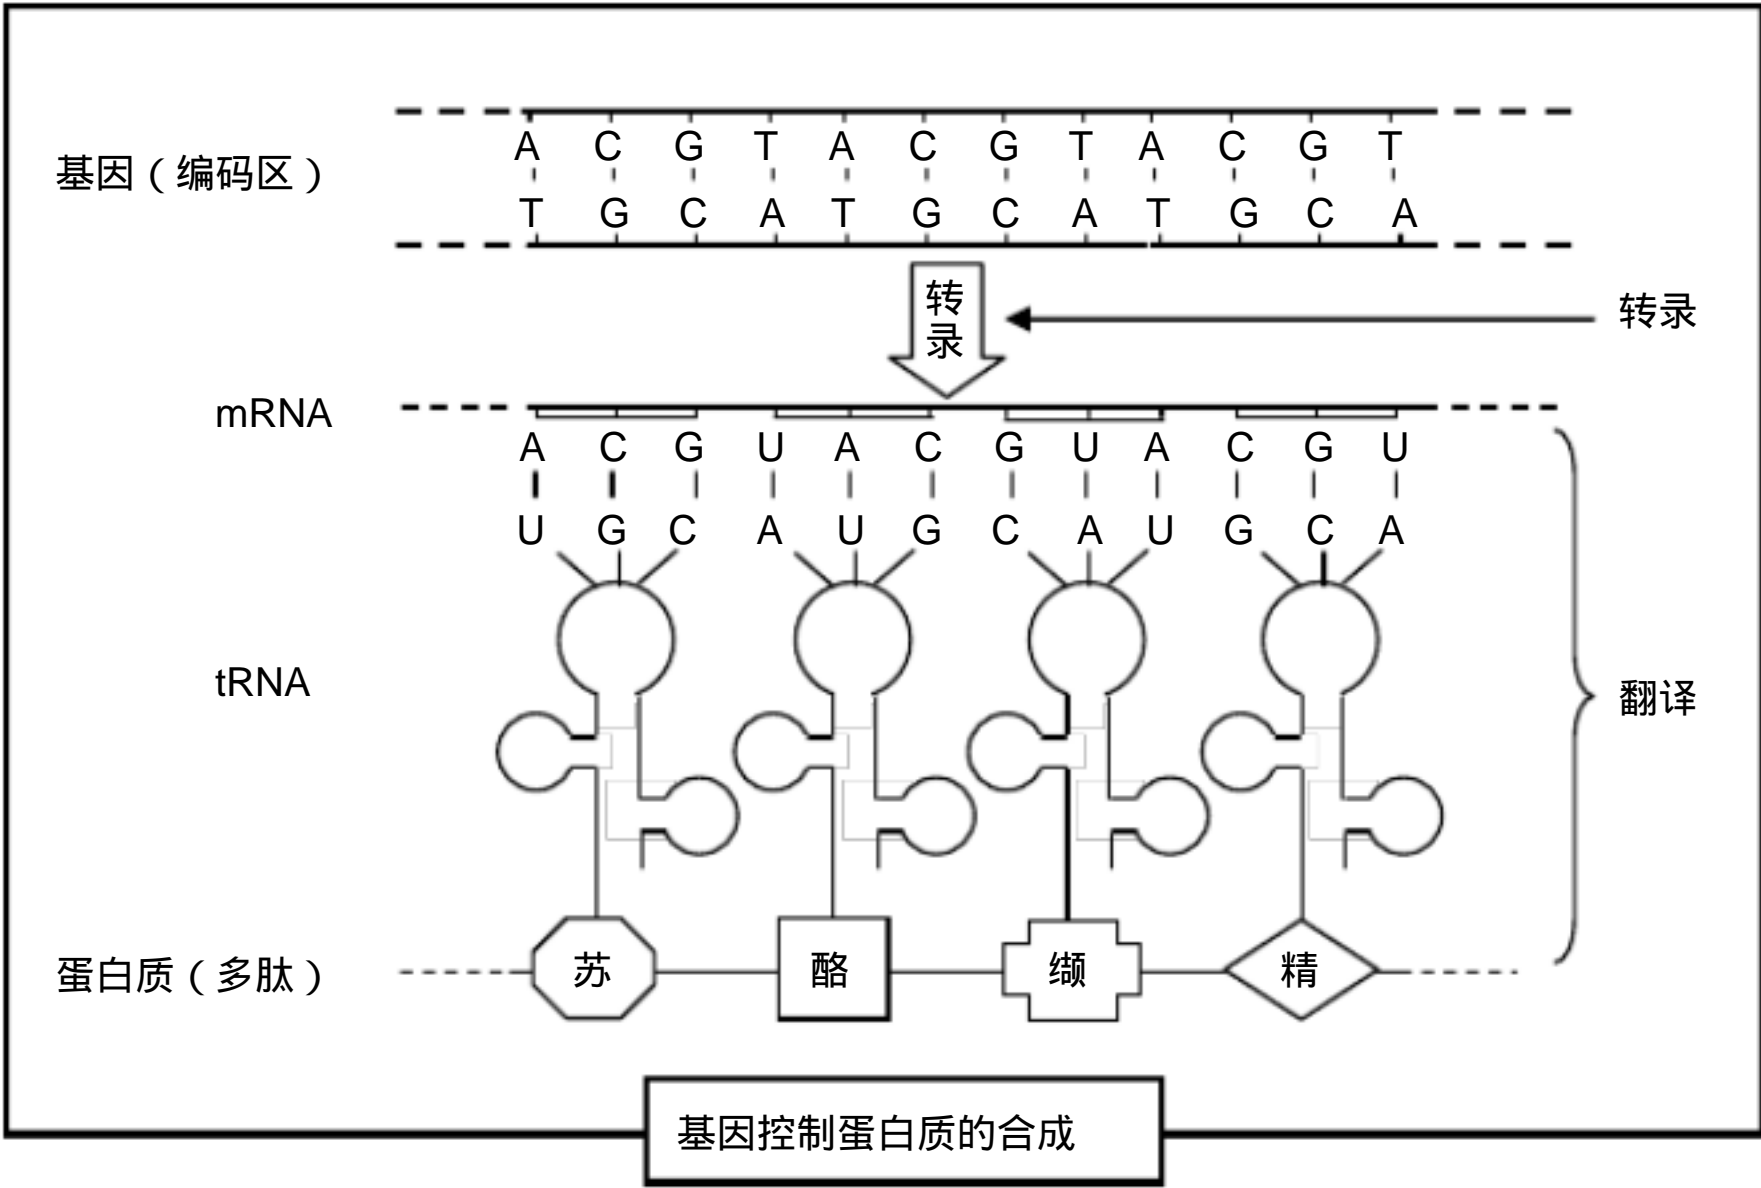 A C G T A C G T A C G T
基因（编码区）
T G C A T G C A T G C A
转录
转录
mRNA
A C G U A C G U A C G U
U G C A U G C A U G C A
tRNA
翻译
蛋白质（多肽）
苏 酪 缬 精
基因控制蛋白质的合成